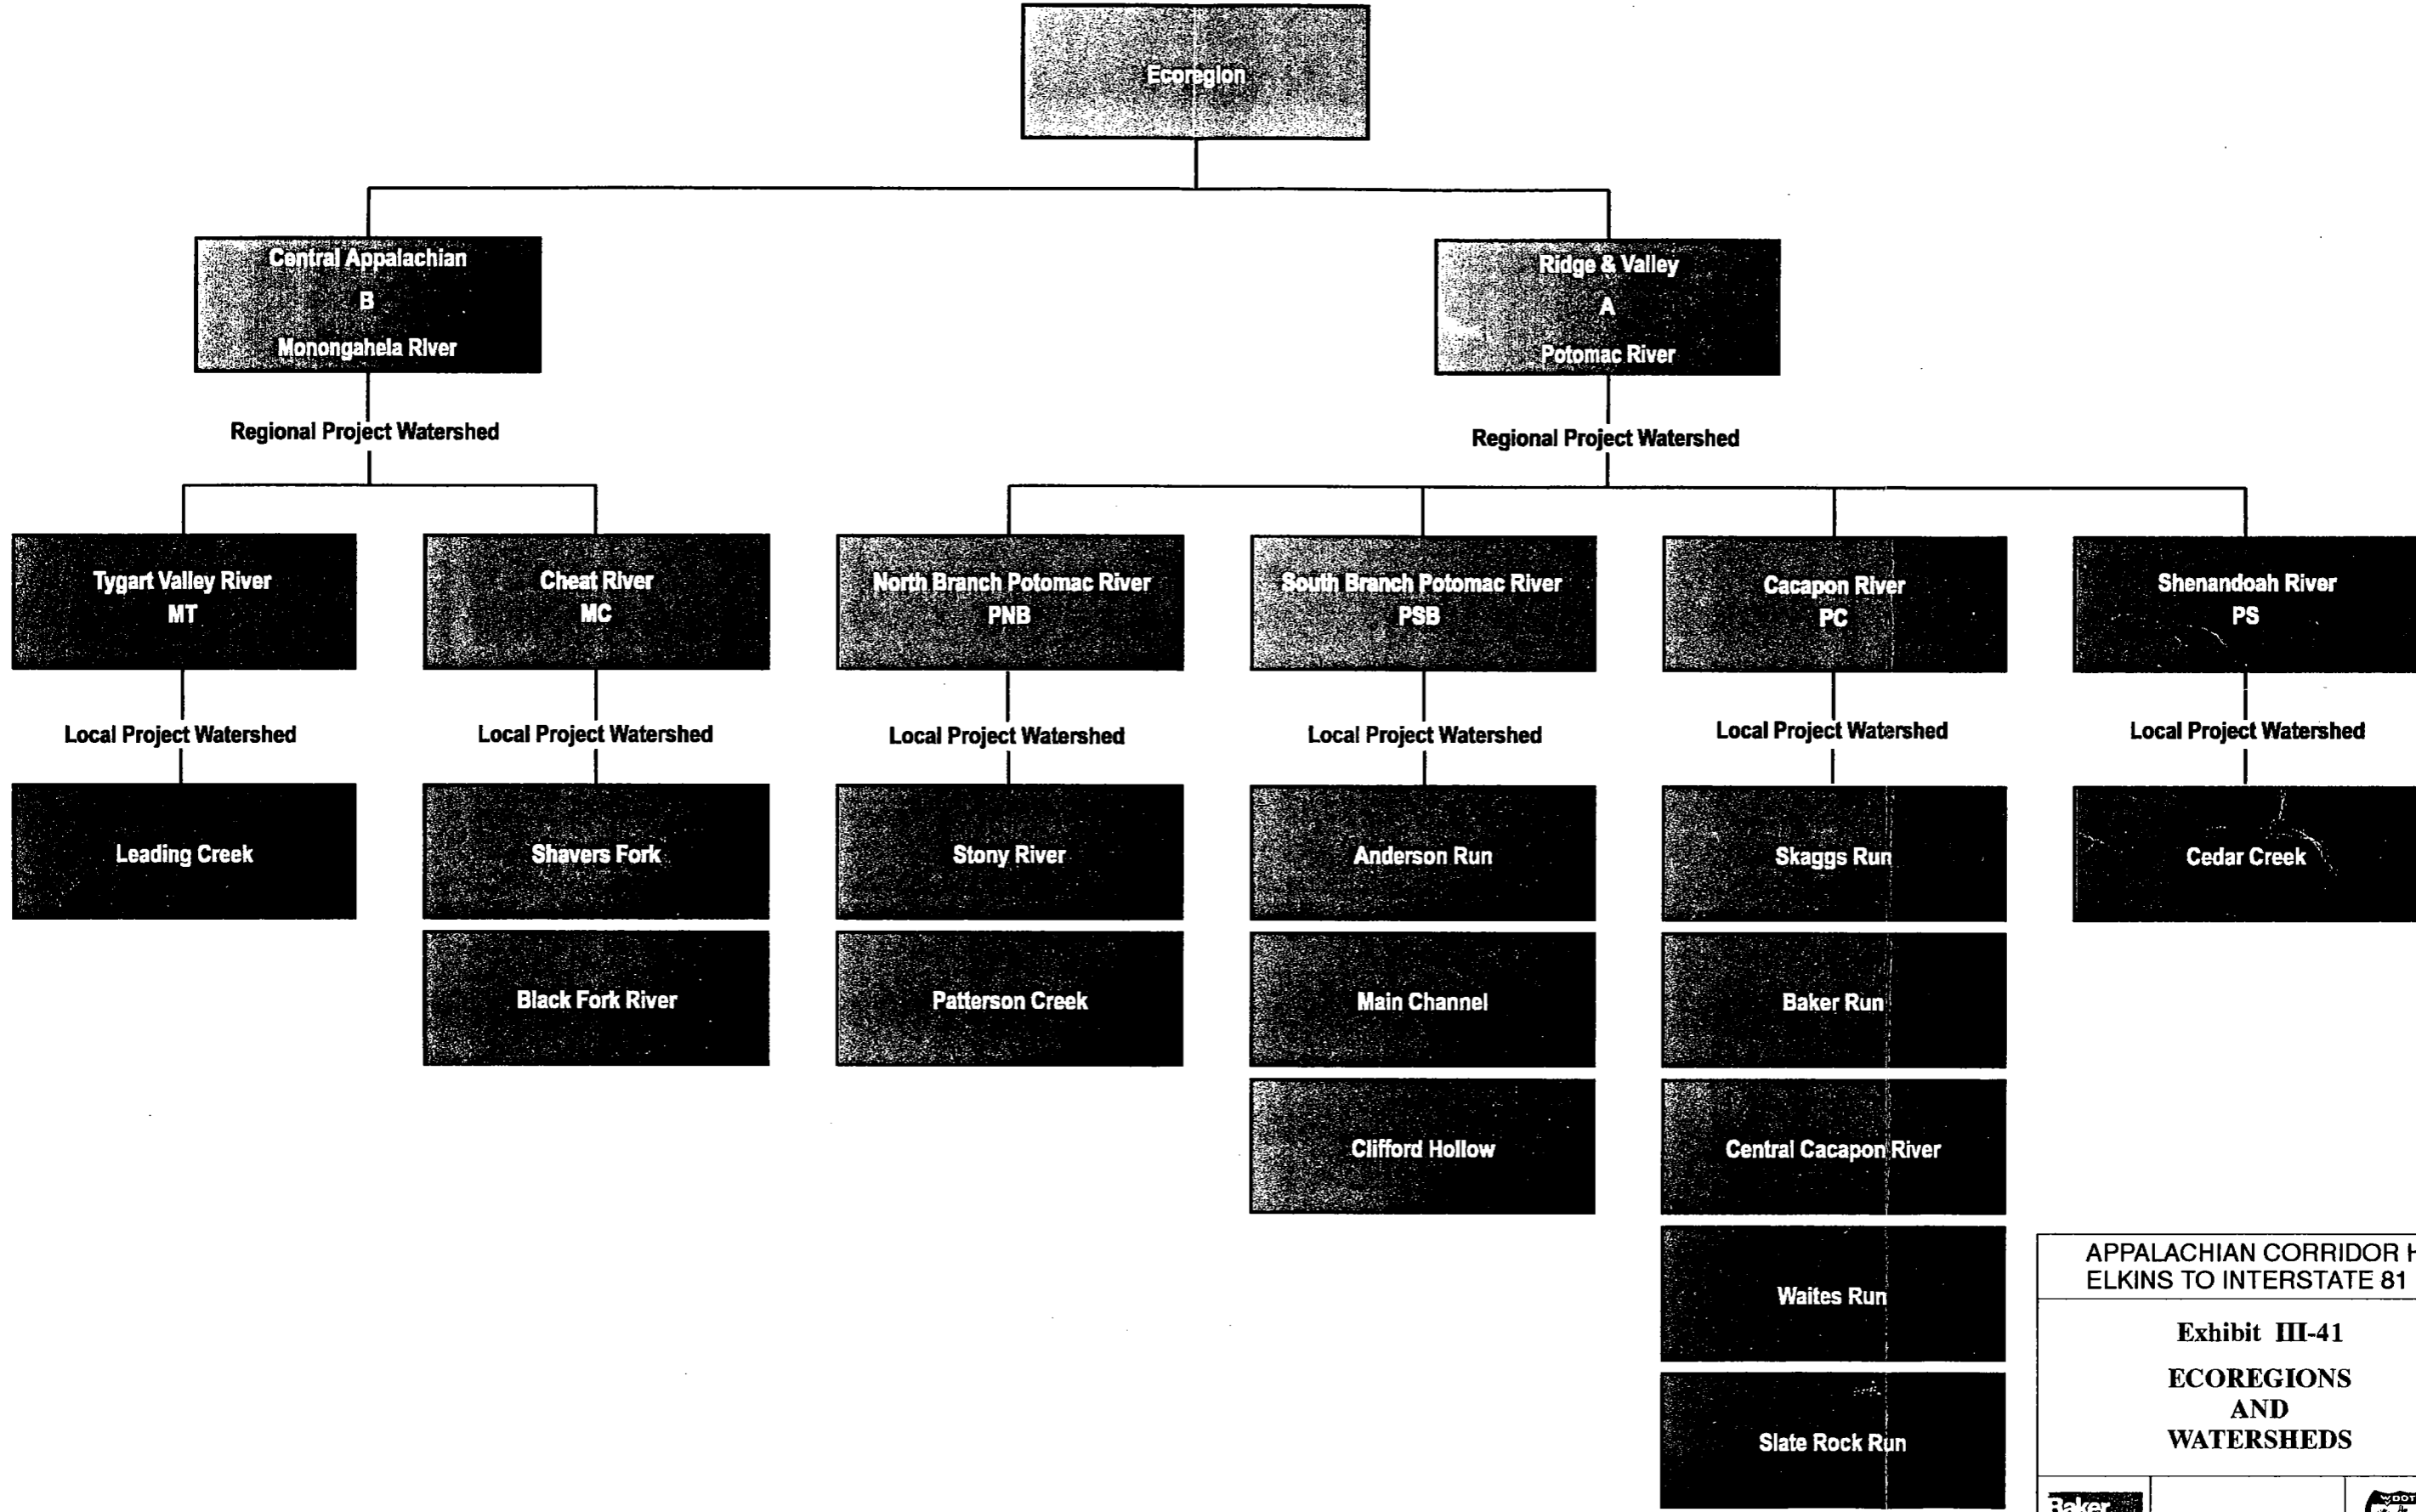 Ecoregion
Central Appalachian
B
Monongahela River
Ridge & Valley
A
Potomac River
Regional Project Watershed
Regional Project Watershed
Tygart Valley River
MT
Cheat River
MC
North Branch Potomac River
PNB
South Branch Potomac River
PSB
Cacapon River
PC
Shenandoah River
PS
Local Project Watershed
Local Project Watershed
Local Project Watershed
Local Project Watershed
Local Project Watershed
Local Project Watershed
Leading Creek
Shavers Fork
Stony River
Anderson Run
Skaggs Run
Cedar Creek
Black Fork River
Patterson Creek
Main Channel
Baker Run
Clifford Hollow
Central Cacapon River
Waites Run
Slate Rock Run
APPALACHIAN CORRIDOR H
ELKINS TO INTERSTATE 81
Exhibit III-41
ECOREGIONS
AND
WATERSHEDS
Baker